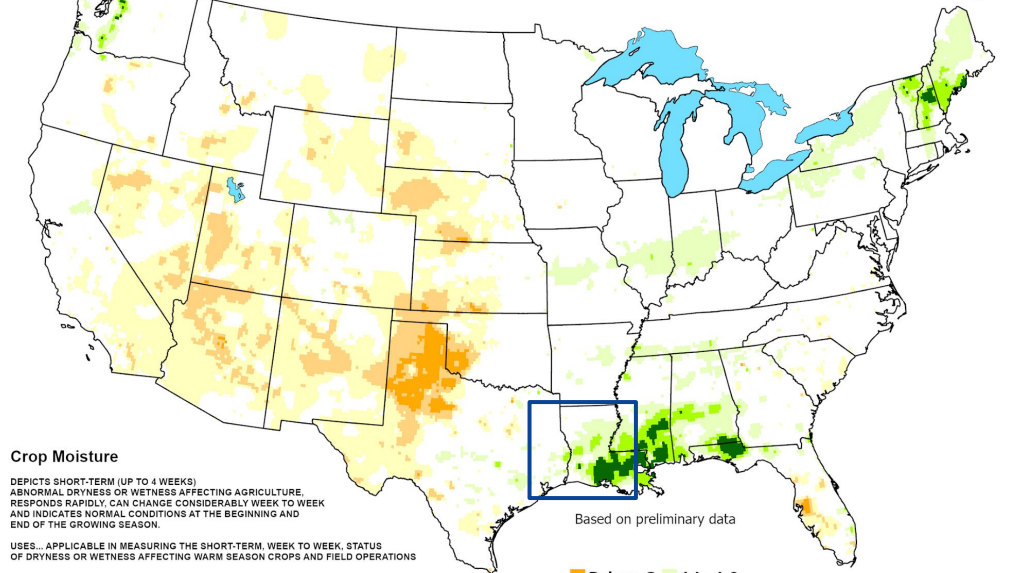 Crop Moisture
DEPICTS SHORT-TERM (UP TO 4 WEEKS)
ABNORMAL DRYNESS OR WETNESS AFFECTING AGRICULTURE,
RESPONDS RAPIDLY, CAN CHANGE CONSIDERABLY WEEK TO WEEK
AND INDICATES NORMAL CONDITIONS AT THE BEGINNING AND
END OF THE GROWING SEASON.
USES... APPLICABLE IN MEASURING THE SHORT-TERM, WEEK TO WEEK, STATUS
OF DRYNESS OR WETNESS AFFECTING WARM SEASON CROPS AND FIELD OPERATIONS
Based on preliminary data